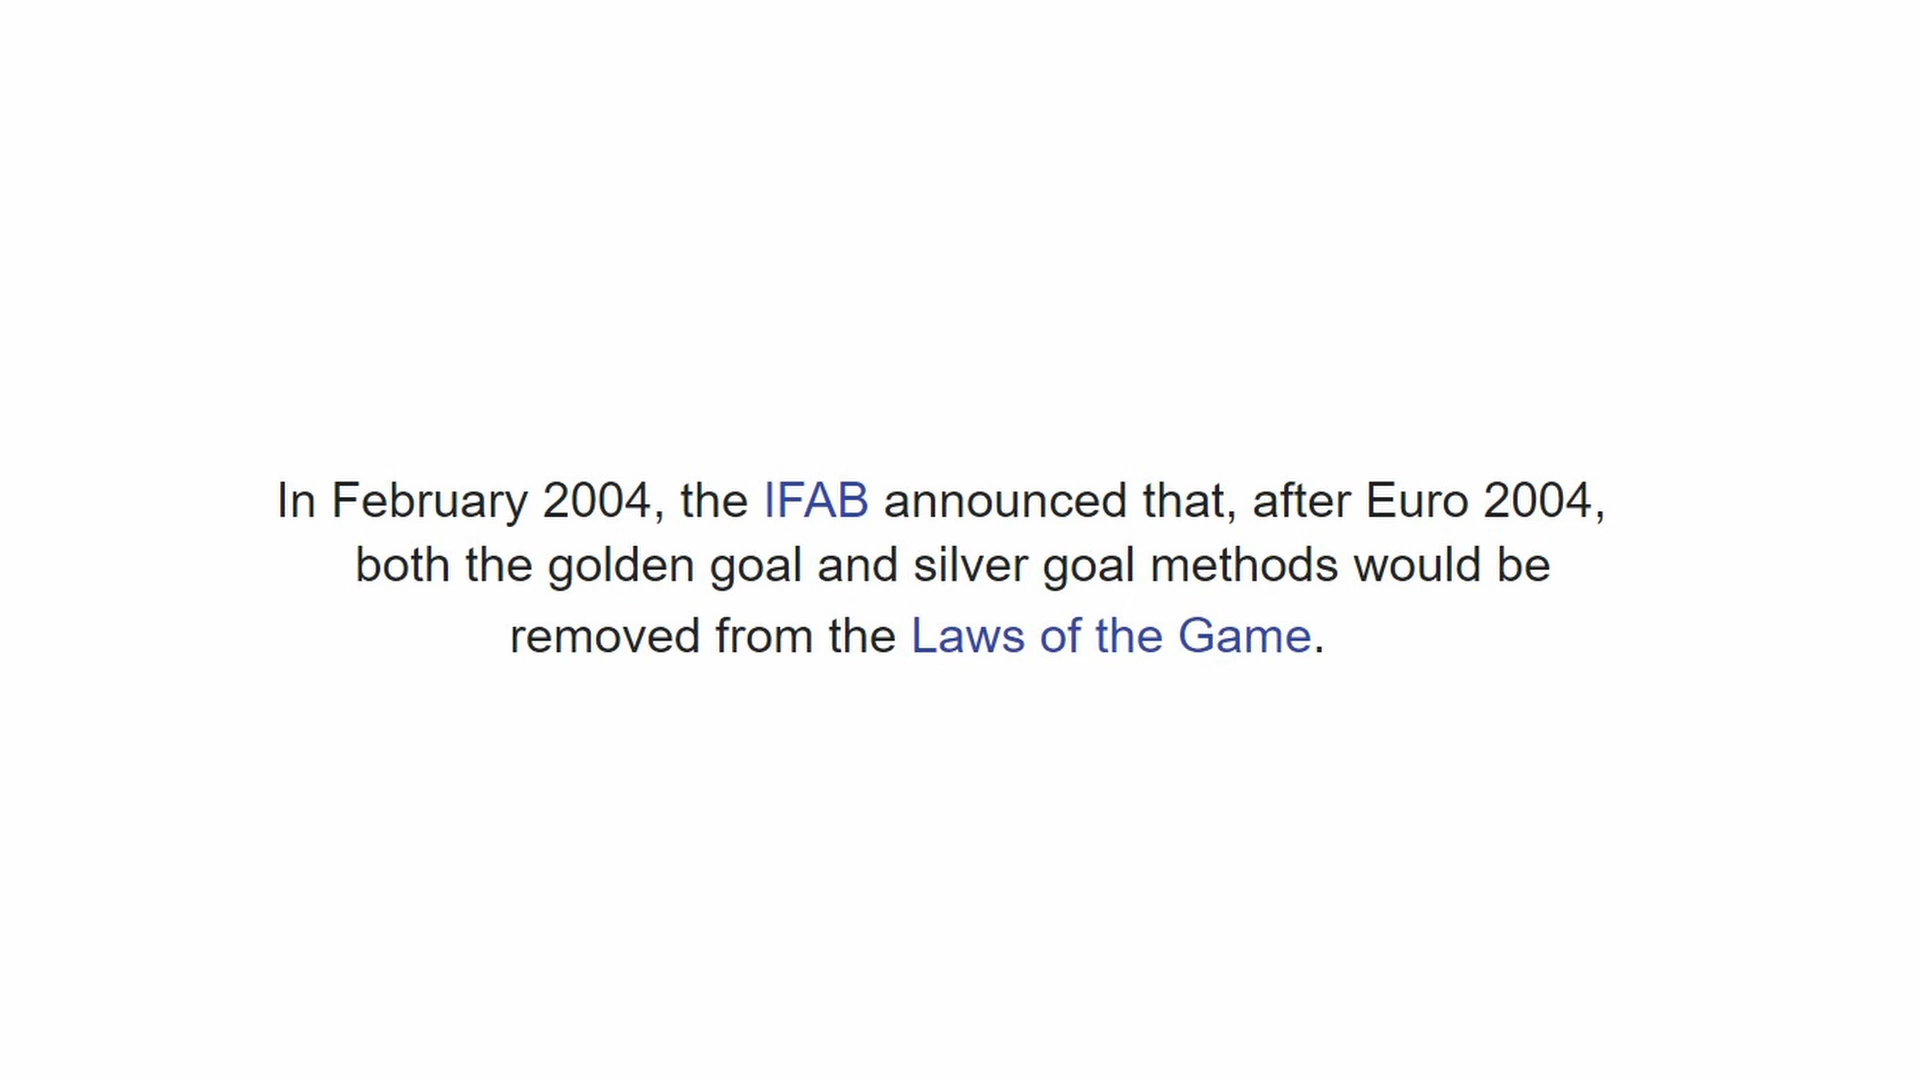 In February 2004, the IFAB announced that, after Euro 2004,
both the golden goal and silver goal methods would be
removed from the Laws of the Game.